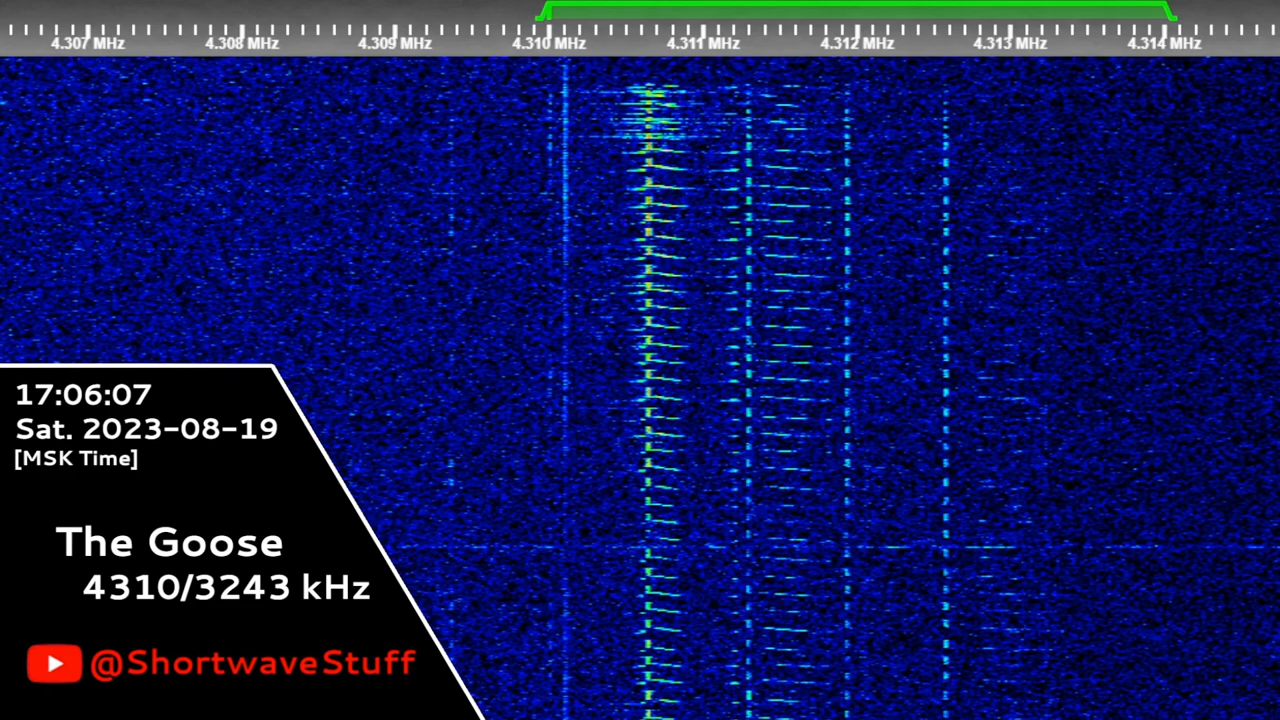 4.307 MHz 4.308 MHz 4.309 MHz 4.310 MHz 4.311 MHz 4.312 MHz 4.313 MHz 4.314 MHz
17:06:07
Sat. 2023-08-19
[MSK Time]
The Goose
4310/3243 kHz
@ShortwaveStuff